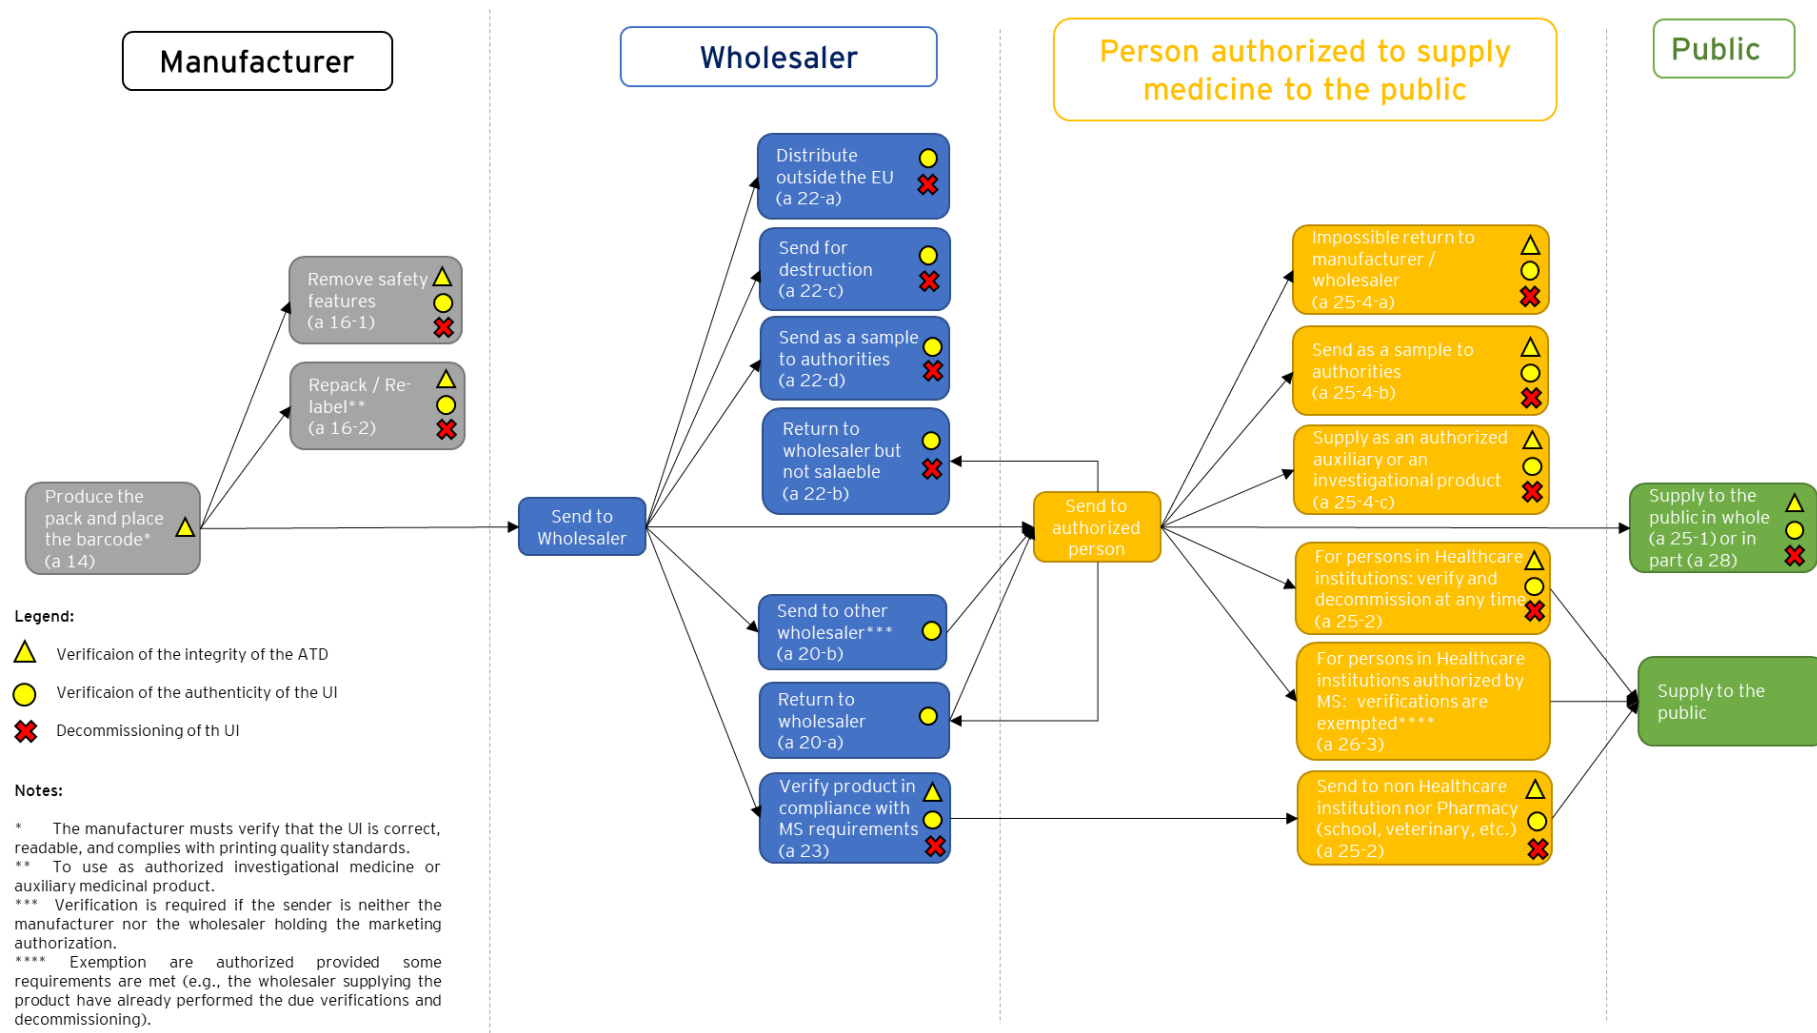 Manufacturer
Wholesaler
Person authorized to supply
medicine to the public
Public
Remove safety
features
(a 16-1)
Repack / Re-
label**
(a 16-2)
Produce the
pack and place
the barcode*
(a 14)
Send to
Wholesaler
Distribute
outside the EU
(a 22-a)
Send for
destruction
(a 22-c)
Send as a sample
to authorities
(a 22-d)
Return to
wholesaler but
not salaeble
(a 22-b)
Send to other
wholesaler***
(a 20-b)
Return to
wholesaler
(a 20-a)
Verify product in
compliance with
MS requirements
(a 23)
Send to
authorized
person
Impossible return to
manufacturer /
wholesaler
(a 25-4-a)
Send as a sample to
authorities
(a 25-4-b)
Supply as an authorized
auxiliary or an
investigational product
(a 25-4-c)
For persons in Healthcare
institutions: verify and
decommission at any time
(a 25-2)
For persons in Healthcare
institutions authorized by
MS: verifications are
exempted****
(a 26-3)
Send to non Healthcare
institution nor Pharmacy
(school, veterinary, etc.)
(a 25-2)
Supply to the
public in whole
(a 25-1) or in
part (a 28)
Supply to the
public
Legend:
Verificaion of the integrity of the ATD
Verificaion of the authenticity of the UI
Decommissioning of th UI
Notes:
* The manufacturer musts verify that the UI is correct,
readable, and complies with printing quality standards.
** To use as authorized investigational medicine or
auxiliary medicinal product.
*** Verification is required if the sender is neither the
manufacturer nor the wholesaler holding the marketing
authorization.
**** Exemption are authorized provided some
requirements are met (e.g., the wholesaler supplying the
product have already performed the due verifications and
decommissioning).